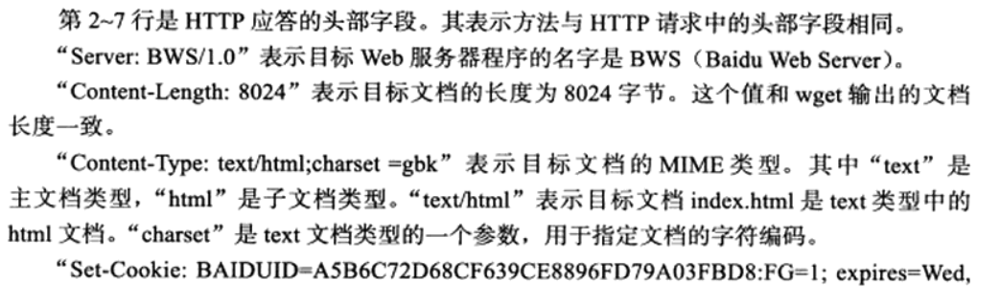 第 2~7 行是 HTTP 应答的头部字段。其表示方法与 HTTP 请求中的头部字段相同。
“Server: BWS/1.0”表示目标 Web 服务器程序的名字是 BWS（Baidu Web Server）。
“Content-Length: 8024”表示目标文档的长度为 8024 字节。这个值和 wget 输出的文档
长度一致。
“Content-Type: text/html;charset =gbk”表示目标文档的 MIME 类型。其中“text”是
主文档类型，“html”是子文档类型。“text/html”表示目标文档 index.html 是 text 类型中的
html 文档。“charset”是 text 文档类型的一个参数，用于指定文档的字符编码。
“Set-Cookie: BAIDUID=A5B6C72D68CF639CE8896FD79A03FBD8:FG=1; expires=Wed,